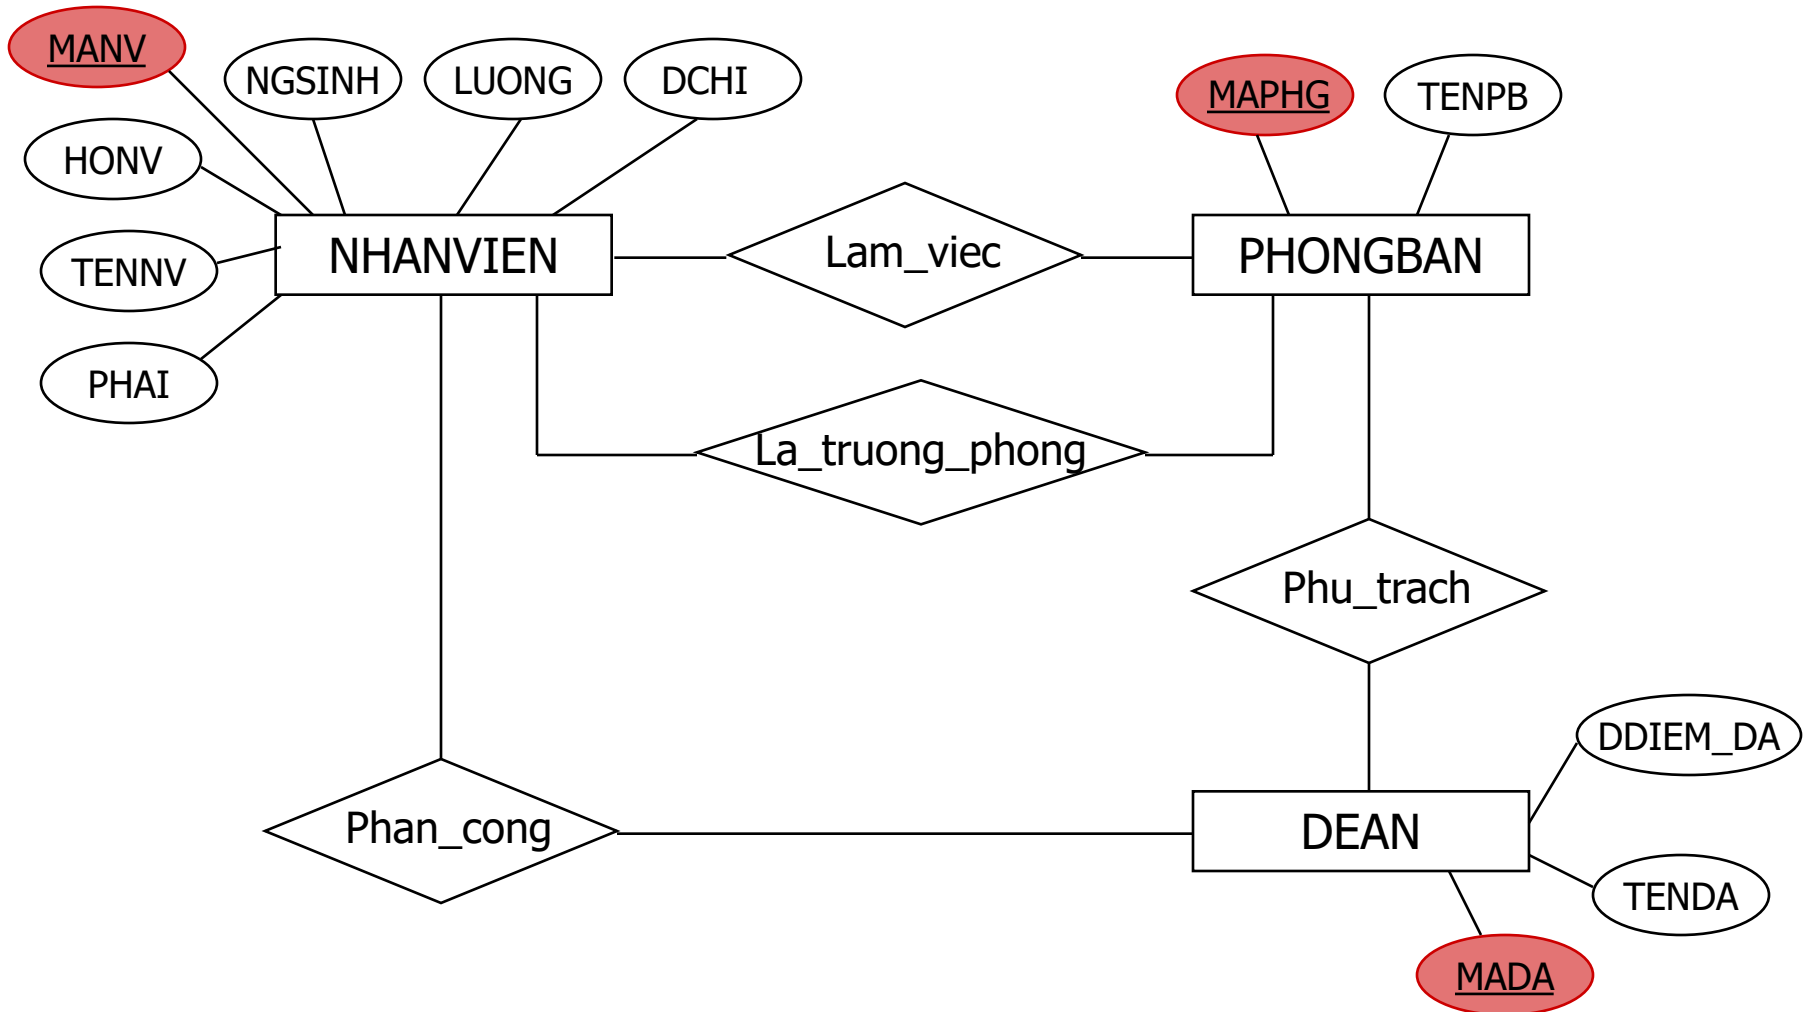 MANV
NGSINH
LUONG
DCHI
MAPHG
TENPB
HONV
NHANVIEN
Lam_viec
PHONGBAN
TENNV
PHAI
La_truong_phong
Phu_trach
DDIEM_DA
Phan_cong
DEAN
TENDA
MADA